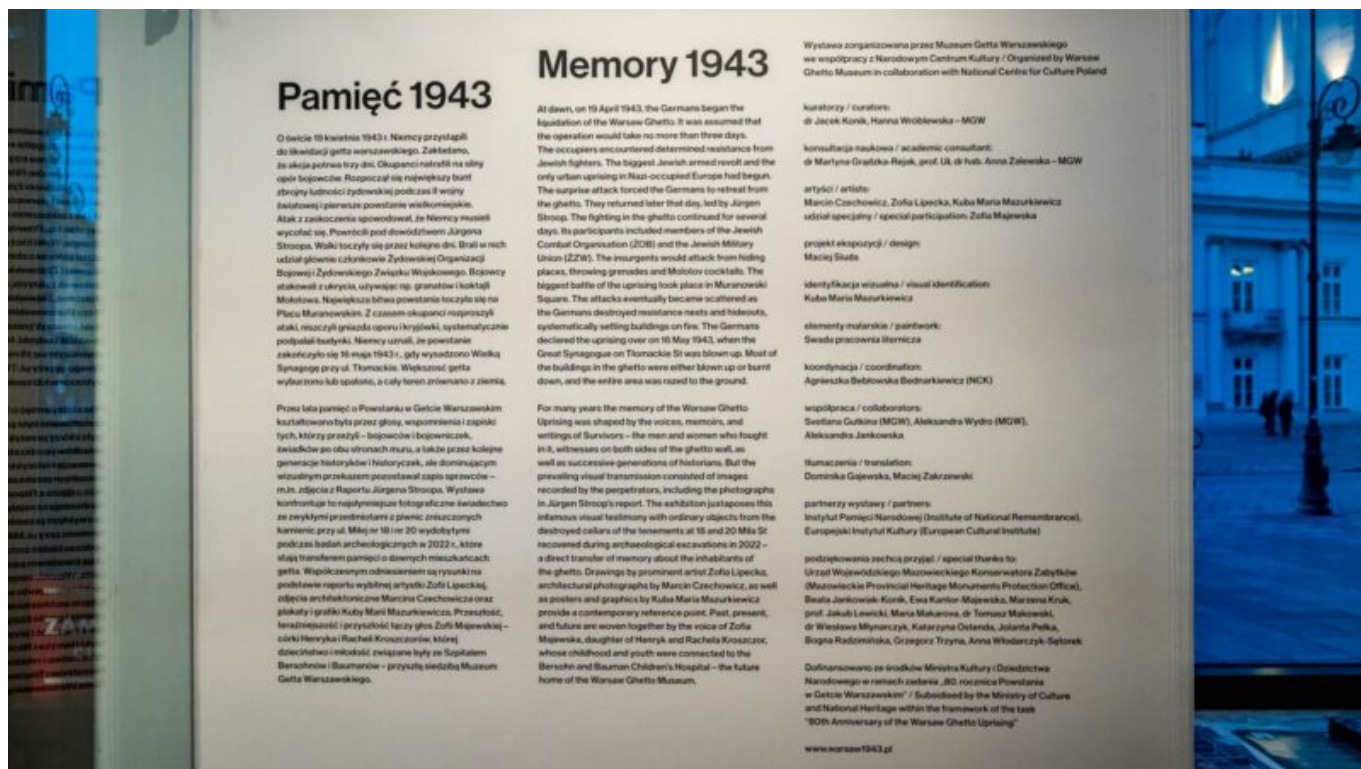 Pamięć 1943
O świcie 19 kwietnia 1943 r. Niemcy przystąpili
do likwidacji getta warszawskiego. Zakładano,
że akcja potrwa trzy dni. Okupanci natrafili na silny
opór bojowców. Rozpoczął się największy bunt
zbrojny ludności żydowskiej podczas II wojny
światowej i pierwsze powstanie wielkomiejskie.
Atak z zaskoczenia spowodował, że Niemcy musieli
wycofać się. Powrócili pod dowództwem Jürgena
Stroopa. Walki toczyły się przez kolejne dni. Brali w nich
udział głównie członkowie Żydowskiej Organizacji
Bojowej i Żydowskiego Związku Wojskowego. Bojowcy
atakowali z ukrycia, używając np. granatów i koktajli
Mołotowa. Największa bitwa powstania toczyła się na
Placu Muranowskim. Z czasem okupanci rozproszyli
ataki, niszczyli gniazda oporu i kryjówki, systematycznie
podpalali budynki. Niemcy uznali, że powstanie
zakończyło się 16 maja 1943 r., gdy wysadzono Wielką
Synagogę przy ul. Tłomackie. Większość getta
wyburzono lub spalono, a cały teren zrównano z ziemią.
Przez lata pamięć o Powstaniu w Getcie Warszawskim
kształtowana była przez głosy, wspomnienia i zapiski
tych, którzy przeżyli – bojowców i bojowniczek,
świadków po obu stronach muru, a także przez kolejne
generacje historyków i historyczek, ale dominującym
wizualnym przekazem pozostawał zapis sprawców –
m.in. zdjęcia z Raportu Jürgena Stroopa. Wystawa
konfrontuje to najsłynniejsze fotograficzne świadectwo
ze zwykłymi przedmiotami z piwnic zniszczonych
kamienic przy ul. Miłej nr 18 i nr 20 wydobytymi
podczas badań archeologicznych w 2022 r., które
stają transferem pamięci o dawnych mieszkańcach
getta. Współczesnym odniesieniem są rysunki na
podstawie raportu wybitnej artystki Zofii Lipeckiej,
zdjęcia architektoniczne Marcina Czechowicza oraz
plakaty i grafiki Kuby Marii Mazurkiewicza. Przeszłość,
teraźniejszość i przyszłość łączy głos Zofii Majewskiej –
córki Henryka i Racheli Kroszczorów, której
dzieciństwo i młodość związane były ze Szpitalem
Bersohnów i Baumanów – przyszłą siedzibą Muzeum
Getta Warszawskiego.
Memory 1943
At dawn, on 19 April 1943, the Germans began the
liquidation of the Warsaw Ghetto. It was assumed that
the operation would take no more than three days.
The occupiers encountered determined resistance from
Jewish fighters. The biggest Jewish armed revolt and the
only urban uprising in Nazi-occupied Europe had begun.
The surprise attack forced the Germans to retreat from
the ghetto. They returned later that day, led by Jürgen
Stroop. The fighting in the ghetto continued for several
days. Its participants included members of the Jewish
Combat Organisation (ŻOB) and the Jewish Military
Union (ŻZW). The insurgents would attack from hiding
places, throwing grenades and Molotov cocktails. The
biggest battle of the uprising took place in Muranowski
Square. The attacks eventually became scattered as
the Germans destroyed resistance nests and hideouts,
systematically setting buildings on fire. The Germans
declared the uprising over on 16 May 1943, when the
Great Synagogue on Tłomackie St was blown up. Most of
the buildings in the ghetto were either blown up or burnt
down, and the entire area was razed to the ground.
For many years the memory of the Warsaw Ghetto
Uprising was shaped by the voices, memoirs, and
writings of Survivors – the men and women who fought
in it, witnesses on both sides of the ghetto wall, as
well as successive generations of historians. But the
prevailing visual transmission consisted of images
recorded by the perpetrators, including the photographs
in Jürgen Stroop's report. The exhibition juxtaposes this
infamous visual testimony with ordinary objects from the
destroyed cellars of the tenements at 18 and 20 Miła St
recovered during archaeological excavations in 2022 –
a direct transfer of memory about the inhabitants of
the ghetto. Drawings by prominent artist Zofia Lipecka,
architectural photographs by Marcin Czechowicz, as well
as posters and graphics by Kuba Maria Mazurkiewicz
provide a contemporary reference point. Past, present,
and future are woven together by the voice of Zofia
Majewska, daughter of Henryk and Rachela Kroszczor,
whose childhood and youth were connected to the
Bersohn and Bauman Children's Hospital – the future
home of the Warsaw Ghetto Museum.
Wystawa zorganizowana przez Muzeum Getta Warszawskiego
we współpracy z Narodowym Centrum Kultury / Organized by Warsaw
Ghetto Museum in collaboration with National Centre for Culture Poland
kuratorzy / curators:
dr Jacek Konik, Hanna Wróblewska – MGW
konsultacja naukowa / academic consultant:
dr Martyna Grądzka-Rejak, prof. UŁ dr hab. Anna Zalewska – MGW
artyści / artists:
Marcin Czechowicz, Zofia Lipecka, Kuba Maria Mazurkiewicz
udział specjalny / special participation: Zofia Majewska
projekt ekspozycji / design:
Maciej Siuda
identyfikacja wizualna / visual identification:
Kuba Maria Mazurkiewicz
elementy malarskie / paintwork:
Swada pracownia liternicza
koordynacja / coordination:
Agnieszka Bebłowska Bednarkiewicz (NCK)
współpraca / collaborators:
Svetlana Gutkina (MGW), Aleksandra Wydro (MGW),
Aleksandra Jankowska
tłumaczenia / translation:
Dominika Gajewska, Maciej Zakrzewski
partnerzy wystawy / partners:
Instytut Pamięci Narodowej (Institute of National Remembrance),
Europejski Instytut Kultury (European Cultural Institute)
podziękowania zechcą przyjąć / special thanks to:
Urząd Wojewódzkiego Mazowieckiego Konserwatora Zabytków
(Mazowieckie Provincial Heritage Monuments Protection Office),
Beata Jankowiak-Konik, Ewa Kantor-Majewska, Marzena Kruk,
prof. Jakub Lewicki, Maria Makarova, dr Tomasz Makowski,
dr Wiesława Młynarczyk, Katarzyna Ostenda, Jolanta Pełka,
Bogna Radzimińska, Grzegorz Trzyna, Anna Włodarczyk-Sętorek
Dofinansowano ze środków Ministra Kultury i Dziedzictwa
Narodowego w ramach zadania „80. rocznica Powstania
w Getcie Warszawskim" / Subsidised by the Ministry of Culture
and National Heritage within the framework of the task
"80th Anniversary of the Warsaw Ghetto Uprising"
www.warsaw1943.pl